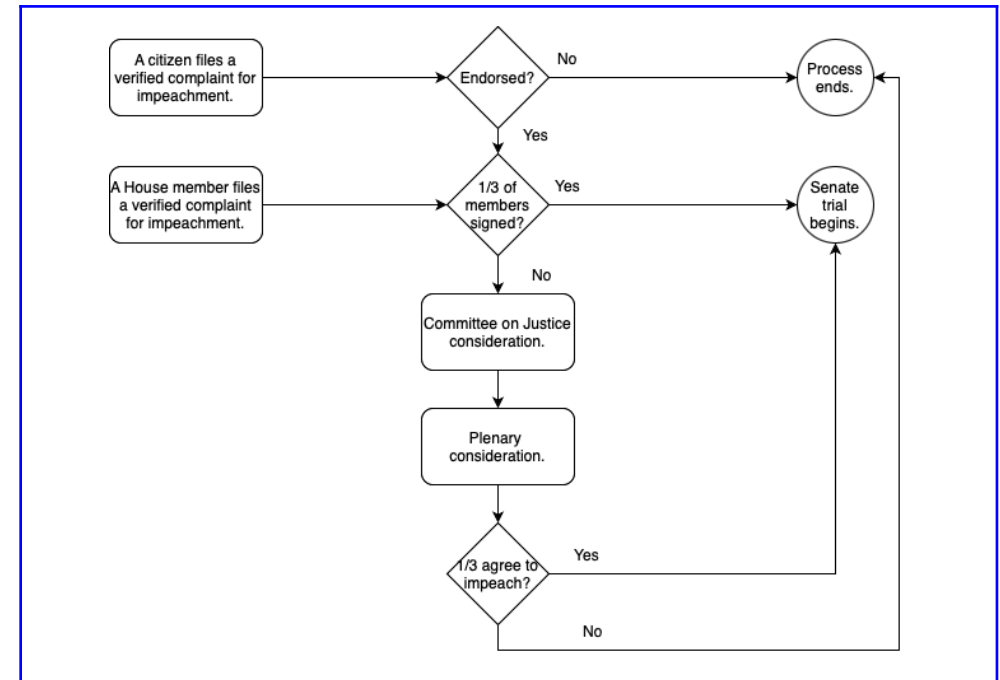 A citizen files a
verified complaint for
impeachment.
Endorsed?
No
Process
ends.
Yes
A House member files
a verified complaint
for impeachment.
1/3 of
members
signed?
Yes
Senate
trial
begins.
No
Committee on Justice
consideration.
Plenary
consideration.
1/3 agree to
impeach?
Yes
No